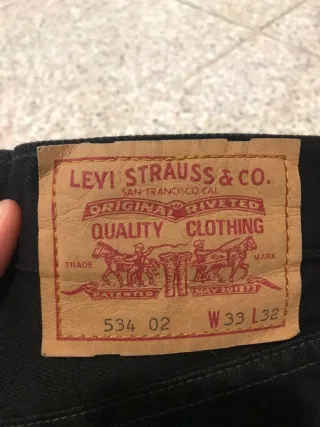 LEVI STRAUSS & CO.
SAN FRANCISCO CAL
ORIGINAL RIVETED
QUALITY CLOTHING
TRADE MARK
PATENTED MAY 20 1873
534 02 W 33 L 32